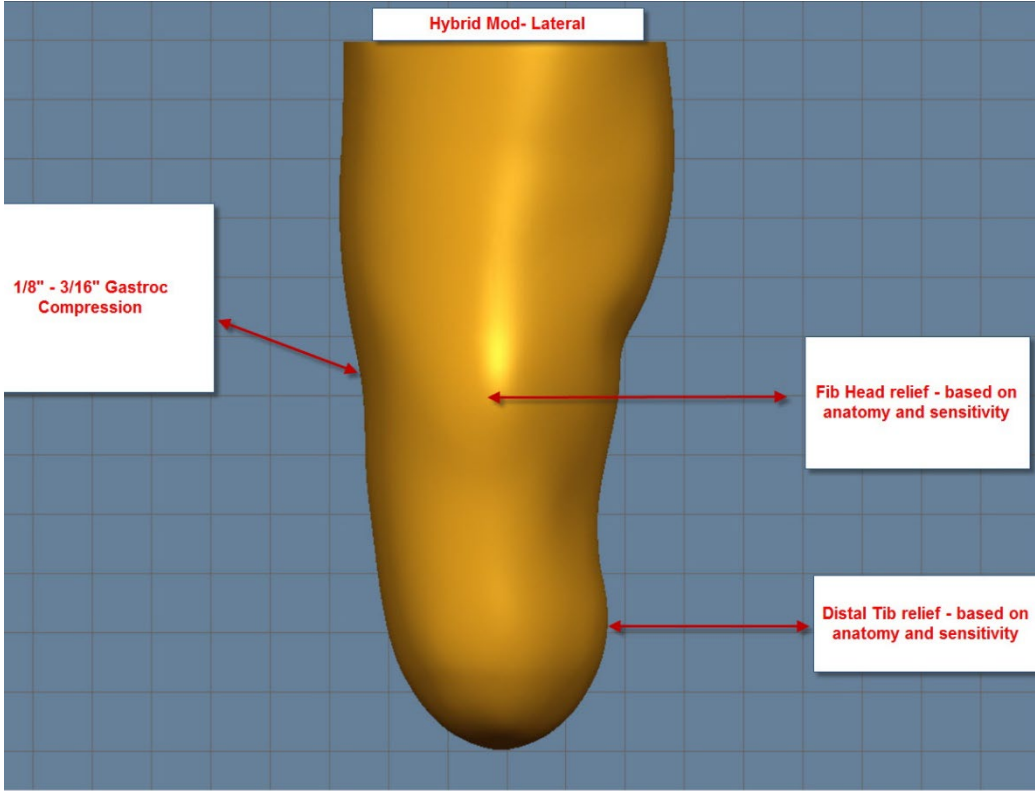 Hybrid Mod- Lateral
1/8" - 3/16" Gastroc
Compression
Fib Head relief - based on
anatomy and sensitivity
Distal Tib relief - based on
anatomy and sensitivity